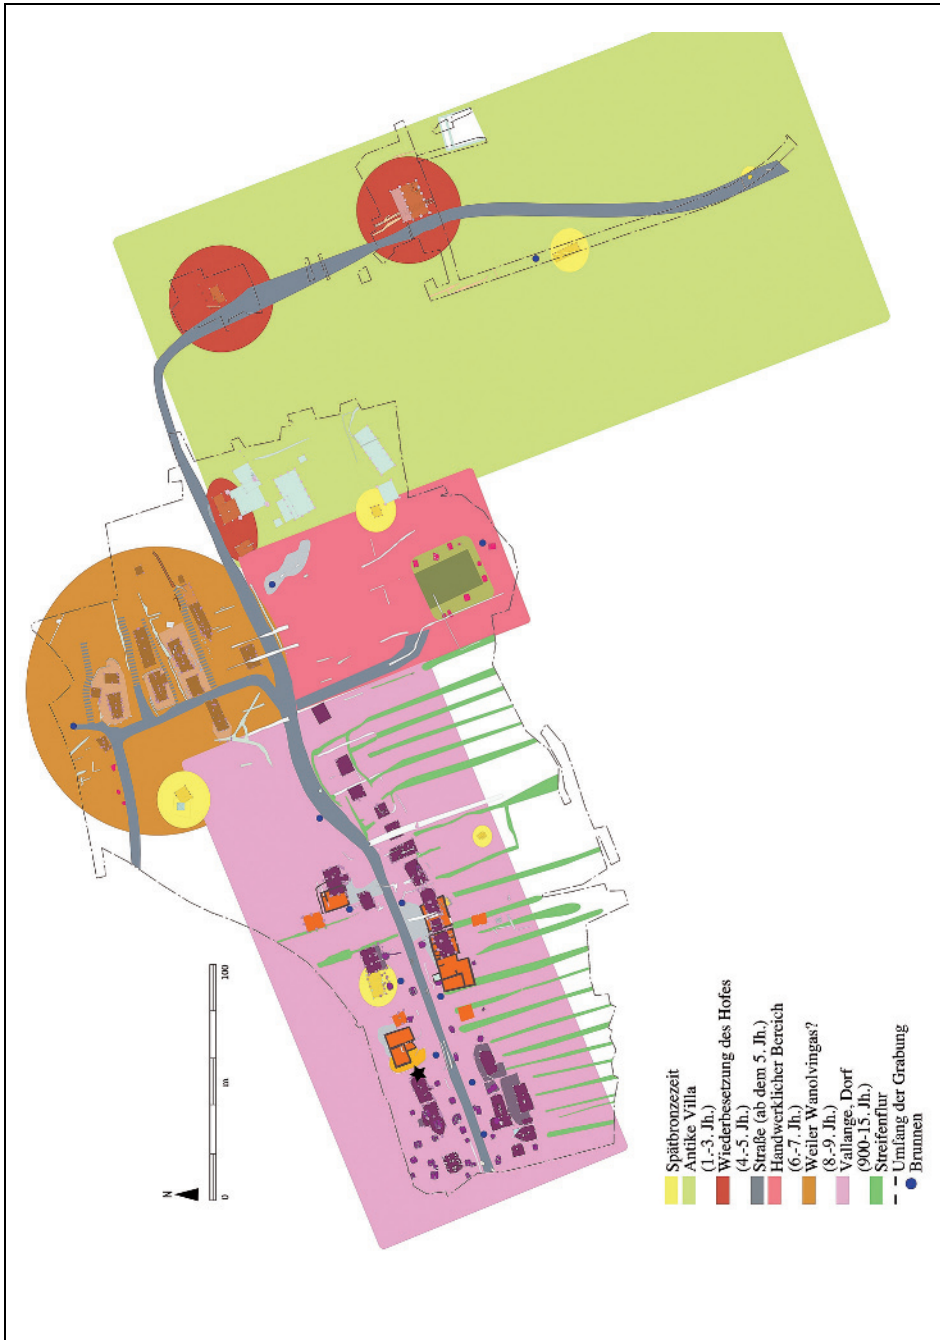 N
0
100
Spätbronzezeit
Antike Villa
(1.-3. Jh.)
Wiederbesetzung des Hofes
(4.-5. Jh.)
Straße (ab dem 5. Jh.)
Handwerklicher Bereich
(6.-7. Jh.)
Weiler Wanolvingas?
(8.-9. Jh.)
Vallange. Dorf
(900-15. Jh.)
Streifenflur
Umfang der Grabung
Brunnen